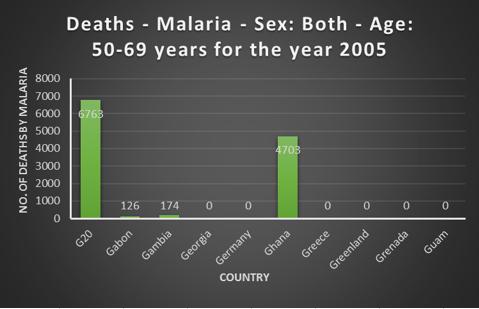 Deaths - Malaria - Sex: Both - Age:
50-69 years for the year 2005
NO. OF DEATHS BY MALARIA
8000
7000
6000
5000
4000
3000
2000
1000
0
6763
126
174
0
0
4703
0
0
0
0
G20
Gabon
Gambia
Georgia
Germany
Ghana
Greece
Greenland
Grenada
Guam
COUNTRY